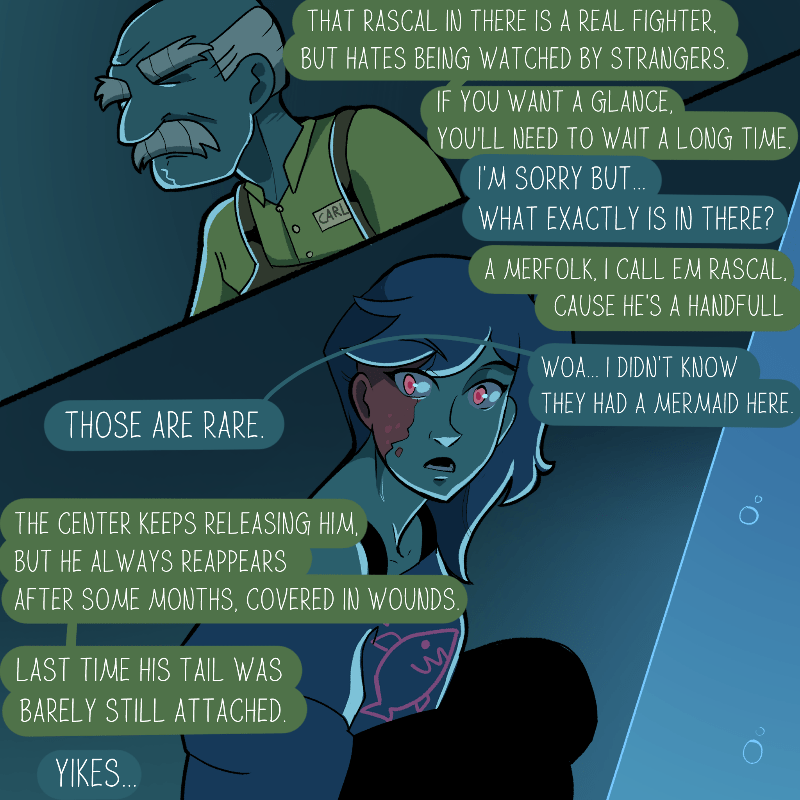 THAT RASCAL IN THERE IS A REAL FIGHTER,
BUT HATES BEING WATCHED BY STRANGERS.
IF YOU WANT A GLANCE,
YOU'LL NEED TO WAIT A LONG TIME.
CARL
I'M SORRY BUT...
WHAT EXACTLY IS IN THERE?
A MERFOLK, I CALL EM RASCAL,
CAUSE HE'S A HANDFULL
WOA... I DIDN'T KNOW
THEY HAD A MERMAID HERE.
THOSE ARE RARE.
THE CENTER KEEPS RELEASING HIM,
BUT HE ALWAYS REAPPEARS
AFTER SOME MONTHS, COVERED IN WOUNDS.
LAST TIME HIS TAIL WAS
BARELY STILL ATTACHED.
YIKES...